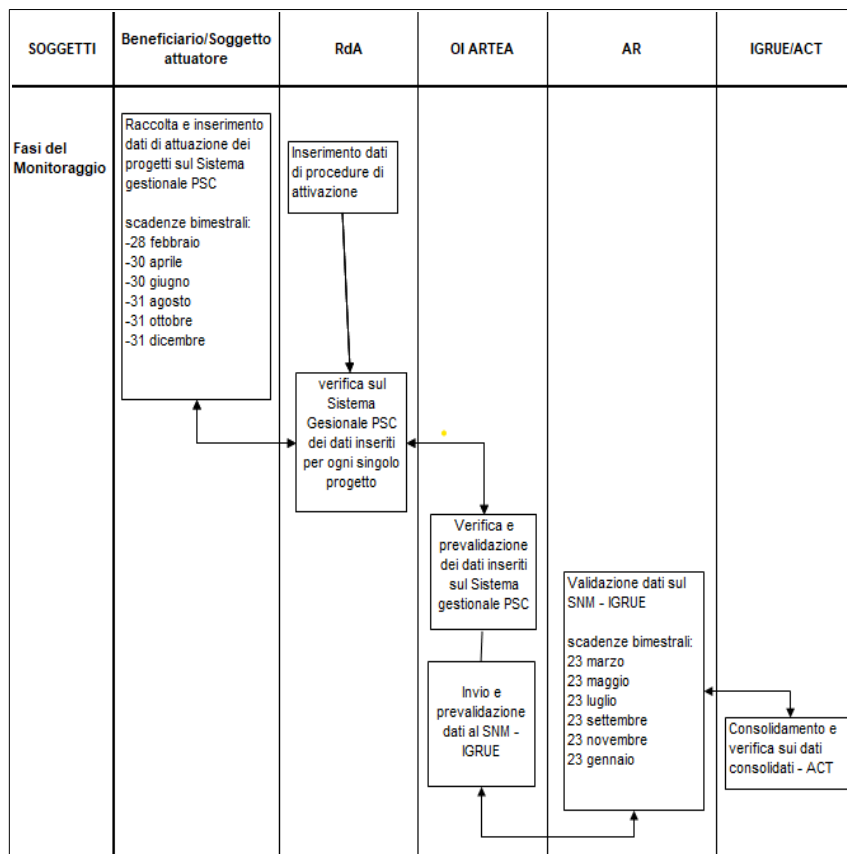 SOGGETTI
Beneficiario/Soggetto
attuatore
RdA
OI ARTEA
AR
IGRUE/ACT
Fasi del
Monitoraggio
Raccolta e inserimento
dati di attuazione dei
progetti sul Sistema
gestionale PSC
scadenze bimestrali:
-28 febbraio
-30 aprile
-30 giugno
-31 agosto
-31 ottobre
-31 dicembre
Inserimento dati
di procedure di
attivazione
verifica sul
Sistema
Gesionale PSC
dei dati inseriti
per ogni singolo
progetto
Verifica e
prevalidazione
dei dati inseriti
sul Sistema
gestionale PSC
Invio e
prevalidazione
dati al SNM -
IGRUE
Validazione dati sul
SNM - IGRUE
scadenze bimestrali:
23 marzo
23 maggio
23 luglio
23 settembre
23 novembre
23 gennaio
Consolidamento e
verifica sui dati
consolidati - ACT